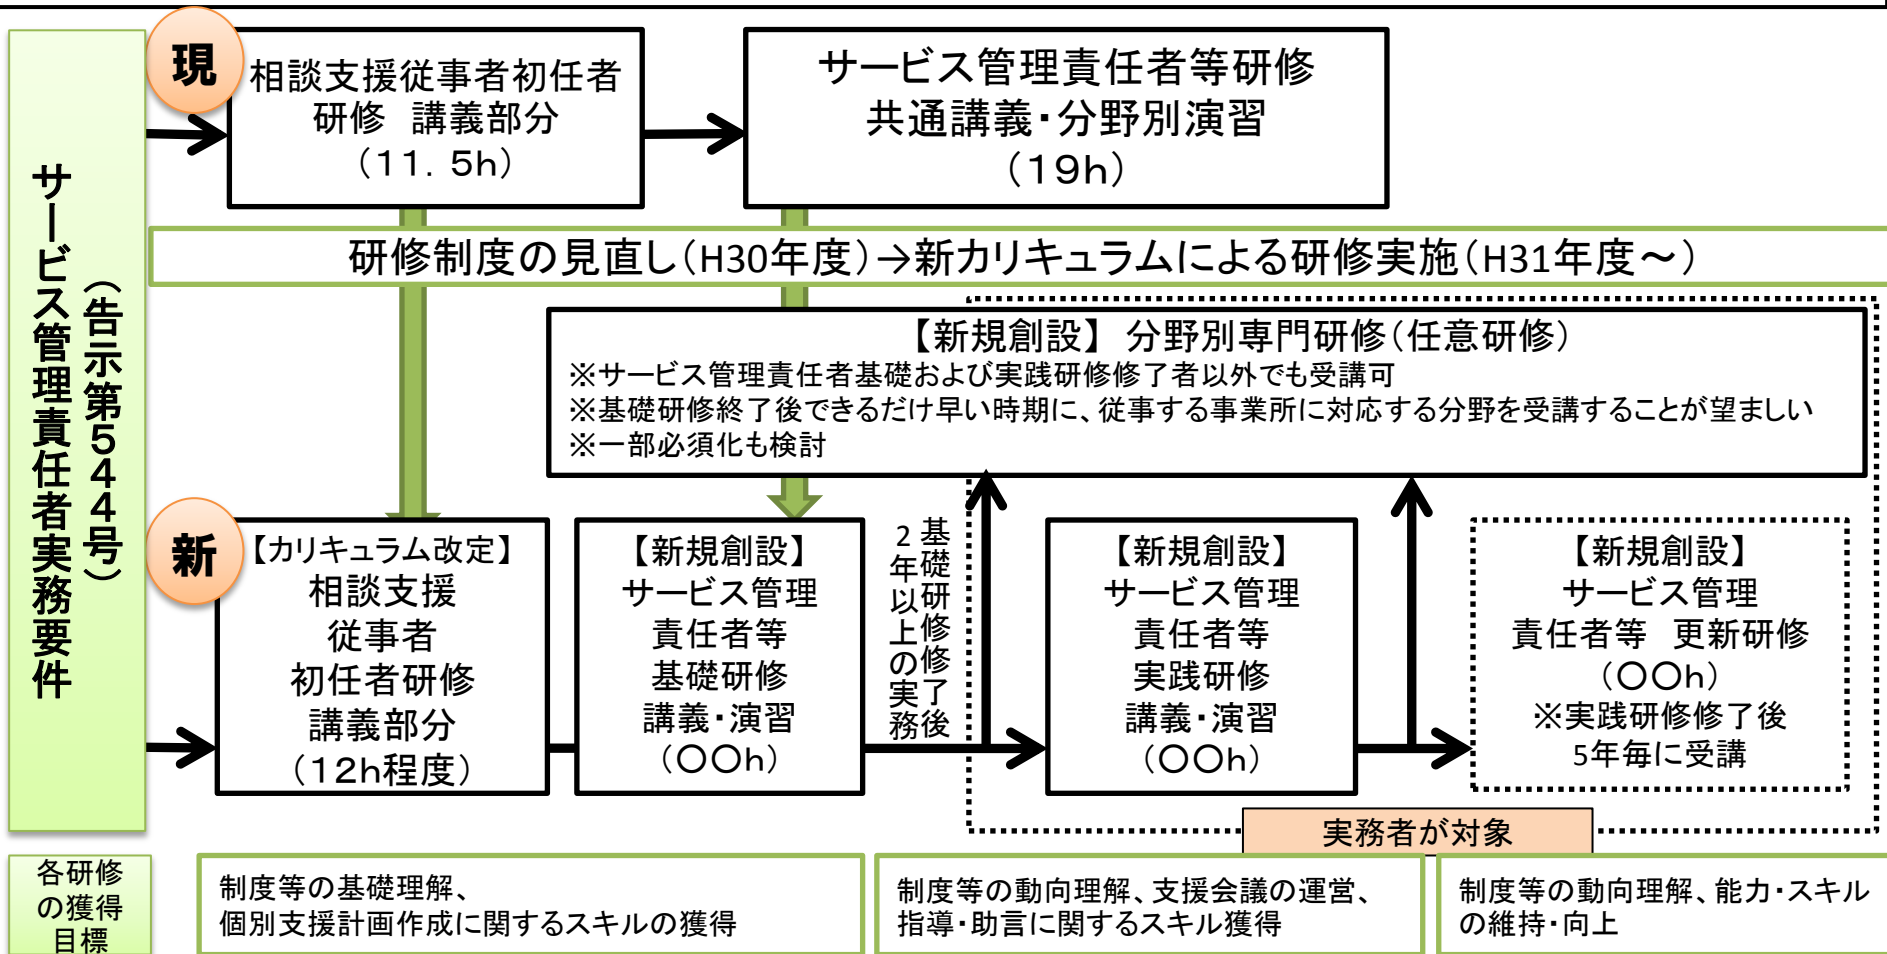 サービス管理責任者実務要件
（告示第５４４号）
現
相談支援従事者初任者
研修　講義部分
（１１．５ｈ）
サービス管理責任者等研修
共通講義・分野別演習
（１９ｈ）
研修制度の見直し（H30年度）→新カリキュラムによる研修実施（H31年度～）
【新規創設】 分野別専門研修（任意研修）
※サービス管理責任者基礎および実践研修修了者以外でも受講可
※基礎研修終了後できるだけ早い時期に、従事する事業所に対応する分野を受講することが望ましい
※一部必須化も検討
新
【カリキュラム改定】
相談支援
従事者
初任者研修
講義部分
（１２ｈ程度）
【新規創設】
サービス管理
責任者等
基礎研修
講義・演習
（〇〇ｈ）
基礎研修修了後
２年以上の実務
【新規創設】
サービス管理
責任者等
実践研修
講義・演習
（〇〇ｈ）
【新規創設】
サービス管理
責任者等　更新研修
（〇〇ｈ）
※実践研修修了後
5年毎に受講
実務者が対象
各研修
の獲得
目標
制度等の基礎理解、
個別支援計画作成に関するスキルの獲得
制度等の動向理解、支援会議の運営、
指導・助言に関するスキル獲得
制度等の動向理解、能力・スキル
の維持・向上